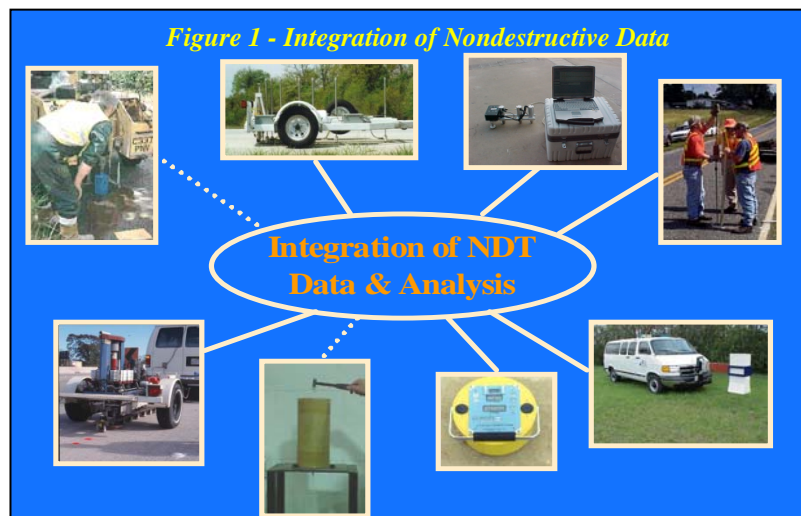 Figure 1 - Integration of Nondestructive Data
Integration of NDT
Data & Analysis